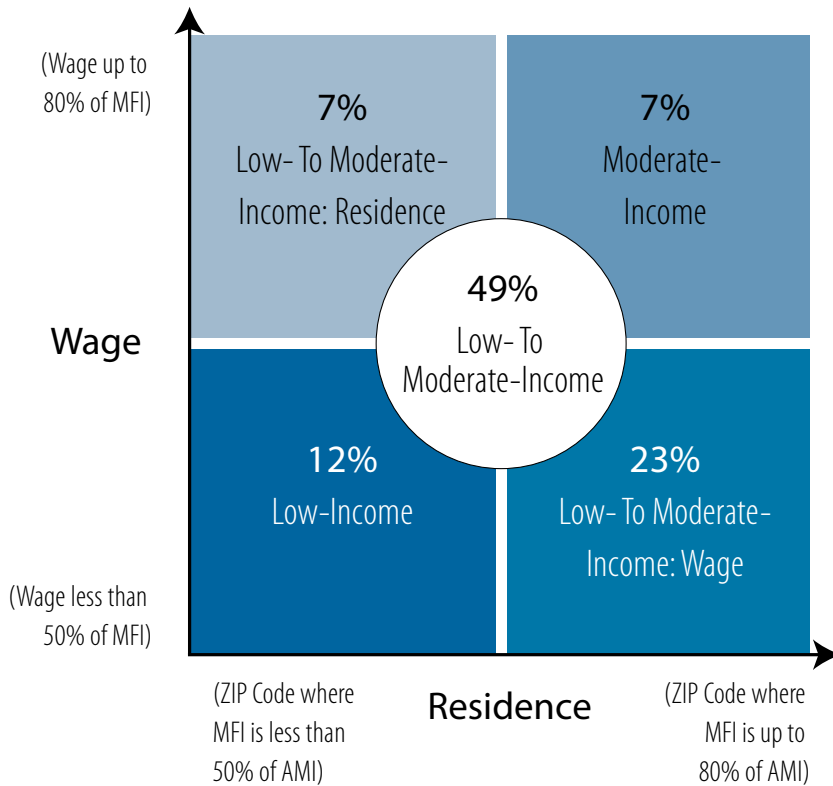 (Wage up to
80% of MFI)
7%
Low- To Moderate-
Income: Residence
7%
Moderate-
Income
49%
Low- To
Moderate-Income
Wage
12%
Low-Income
23%
Low- To Moderate-
Income: Wage
(Wage less than
50% of MFI)
(ZIP Code where
MFI is less than
50% of AMI)
Residence
(ZIP Code where
MFI is up to
80% of AMI)